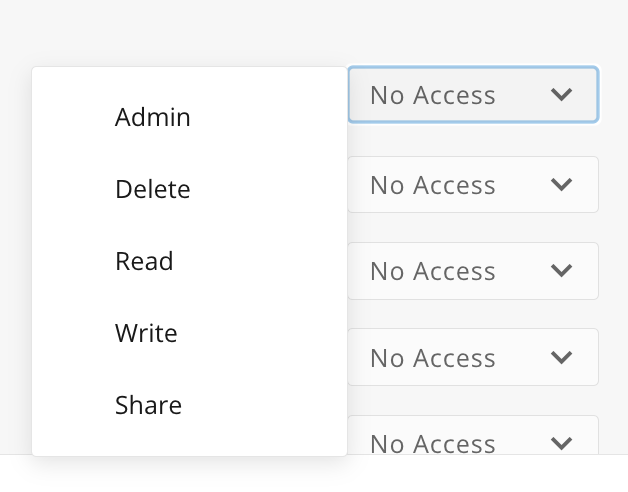 Admin
Delete
Read
Write
Share
No Access
No Access
No Access
No Access
No Access